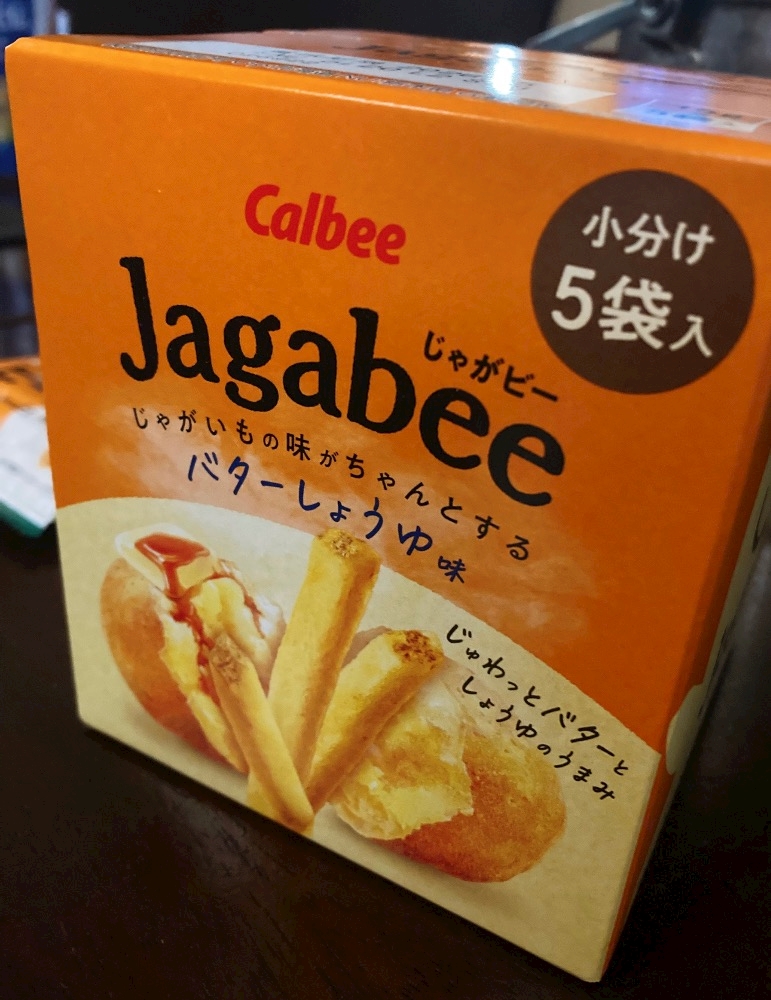 Calbee
小分け
5袋入
じゃがビー
Jagabee
じゃがいもの味がちゃんとする
バターしょうゆ味
じゅわっとバターと
しょうゆのうまみ